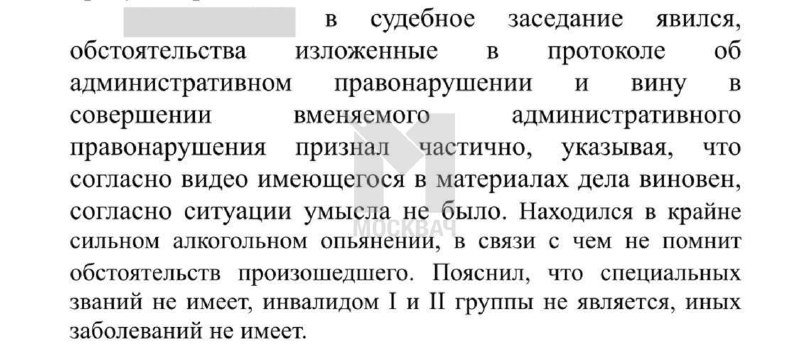 в судебное заседание явился,
обстоятельства изложенные в протоколе об
административном правонарушении и вину в
совершении вменяемого административного
правонарушения признал частично, указывая, что
согласно видео имеющегося в материалах дела виновен,
согласно ситуации умысла не было. Находился в крайне
сильном алкогольном опьянении, в связи с чем не помнит
обстоятельств произошедшего. Пояснил, что специальных
званий не имеет, инвалидом I и II группы не является, иных
заболеваний не имеет.
МОСКВАЧ